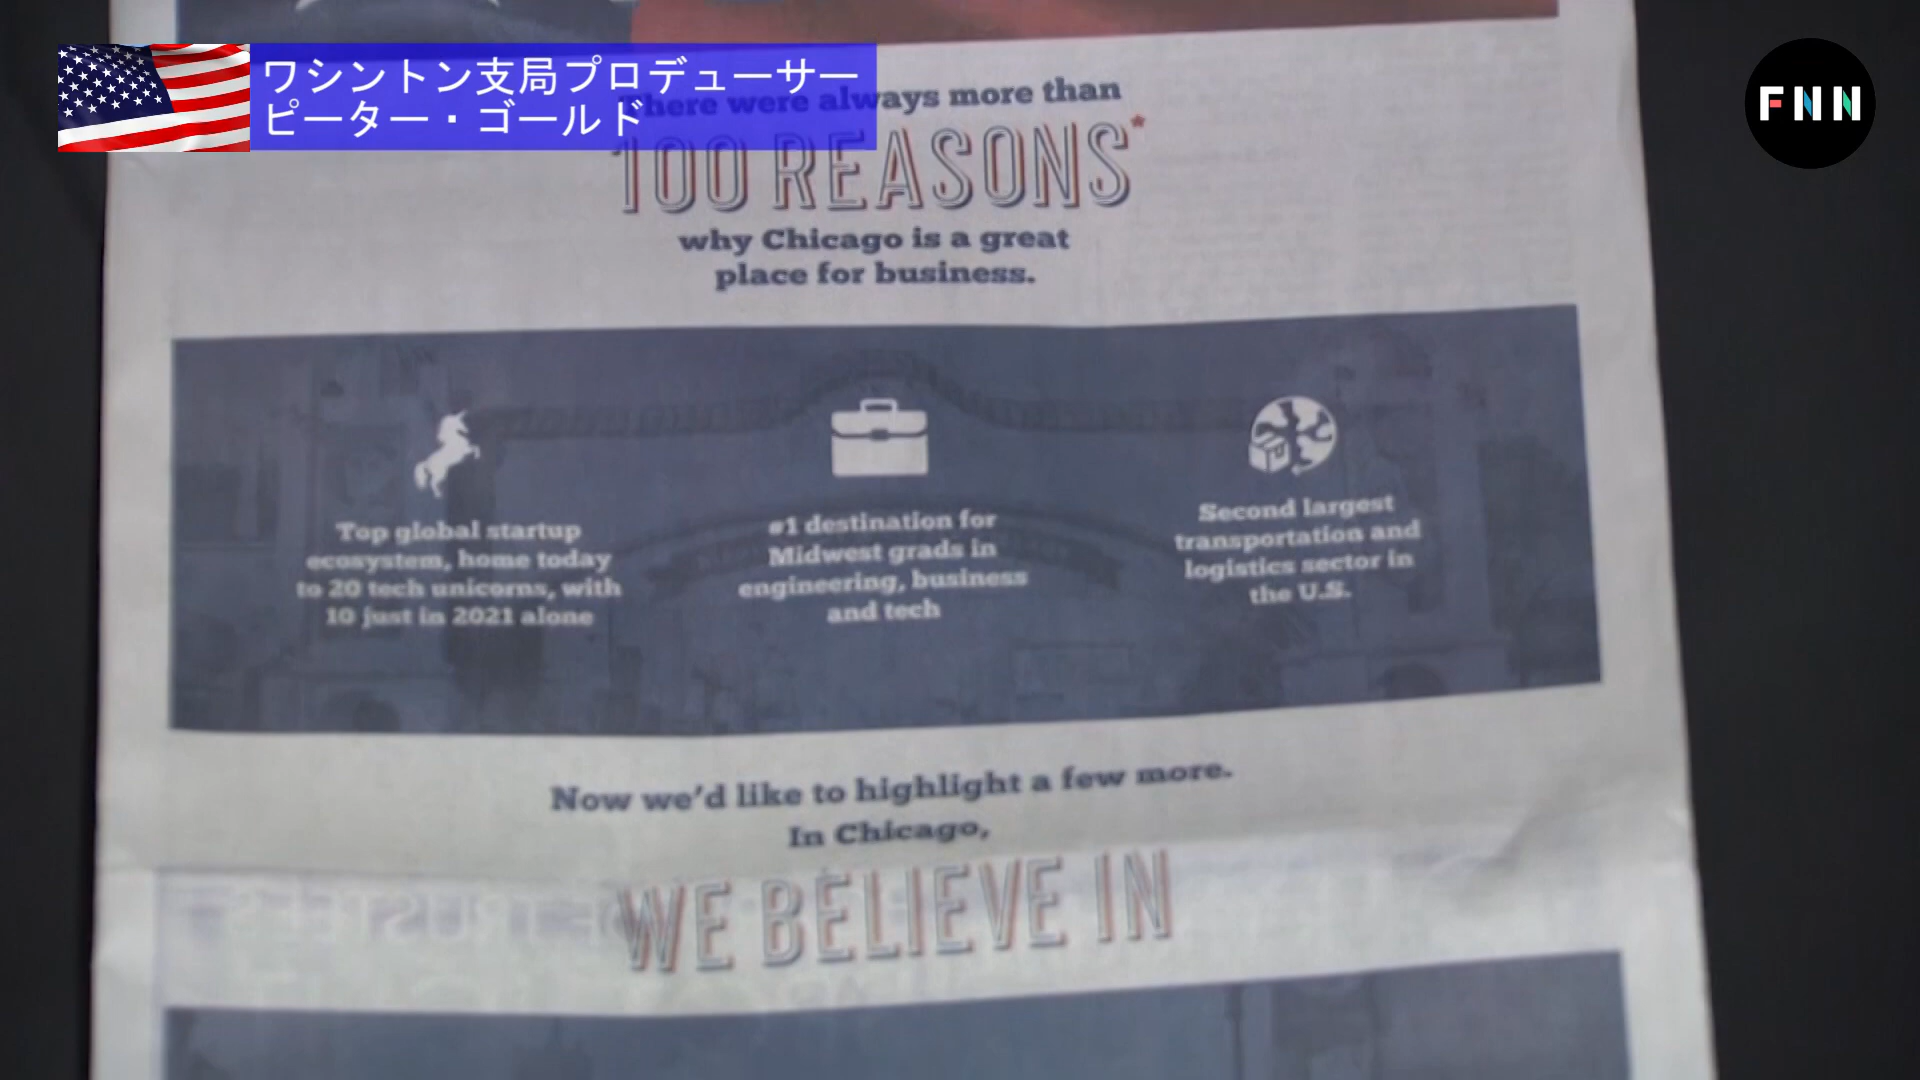 ワシントン支局プロデューサー
ピーター・ゴールド
FNN
There were always more than
100 REASONS*
why Chicago is a great
place for business.
Top global startup
ecosystem, home today
to 20 tech unicorns, with
10 just in 2021 alone
#1 destination for
Midwest grads in
engineering, business
and tech
Second largest
transportation and
logistics sector in
the U.S.
Now we'd like to highlight a few more.
In Chicago,
WE BELIEVE IN